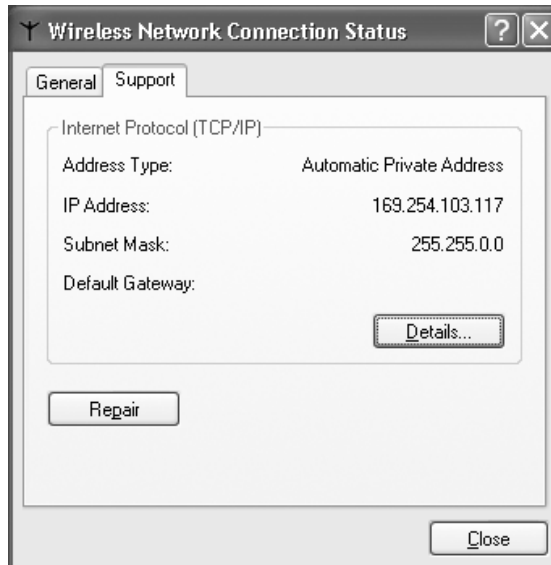 Wireless Network Connection Status
General Support
Internet Protocol (TCP/IP)
Address Type: Automatic Private Address
IP Address: 169.254.103.117
Subnet Mask: 255.255.0.0
Default Gateway:
Details...
Repair
Close